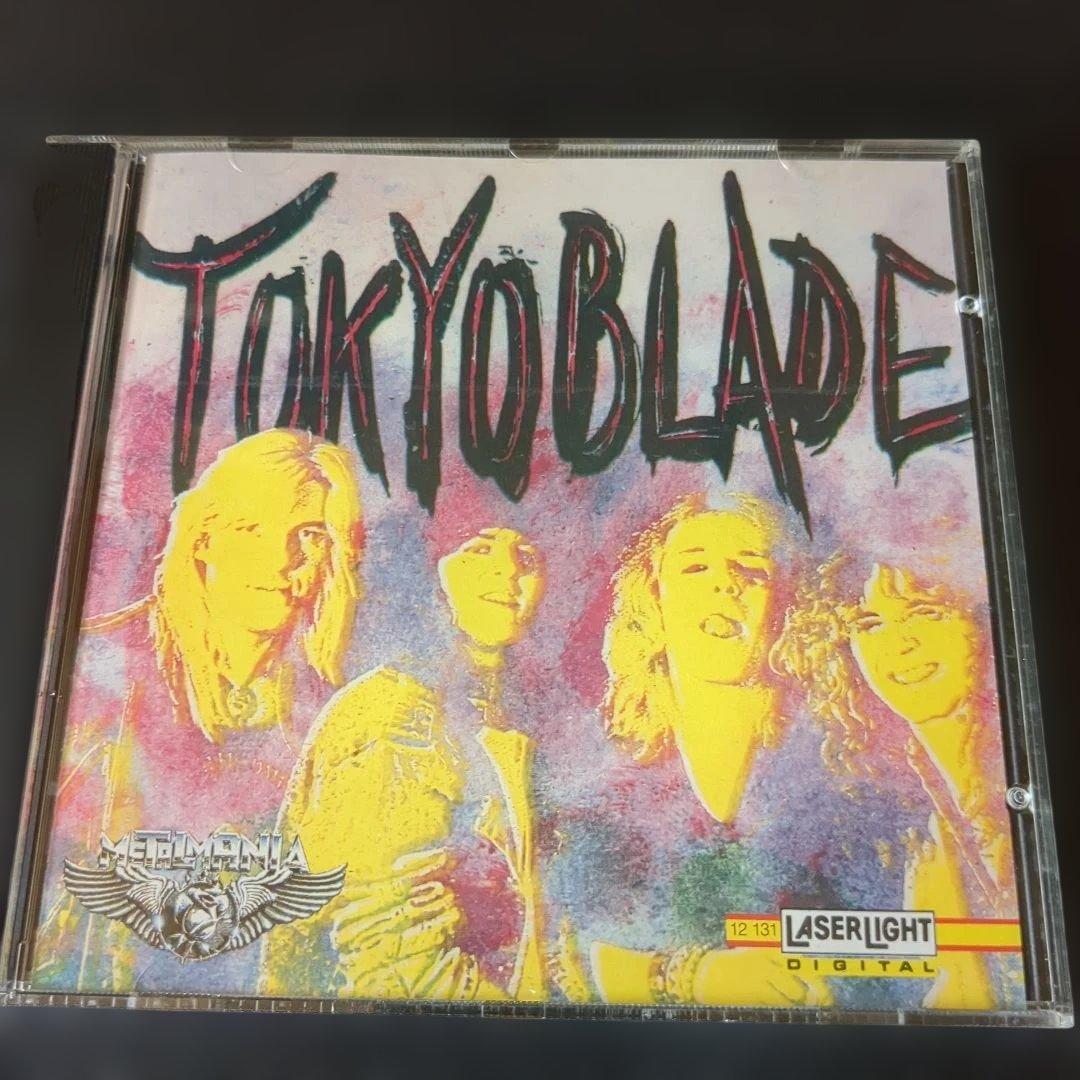 TOKYO BLADE
METALMANIA
12 131 LASERLIGHT
DIGITAL